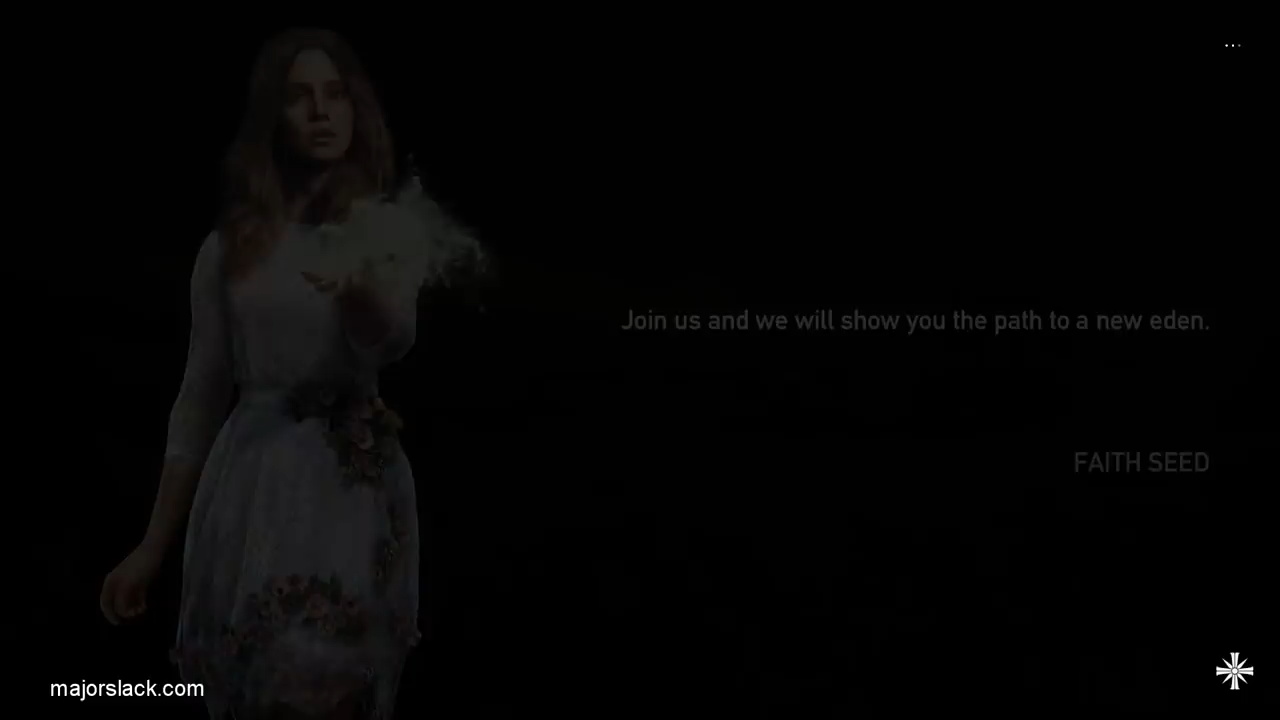 Join us and we will show you the path to a new eden.
FAITH SEED
majorslack.com